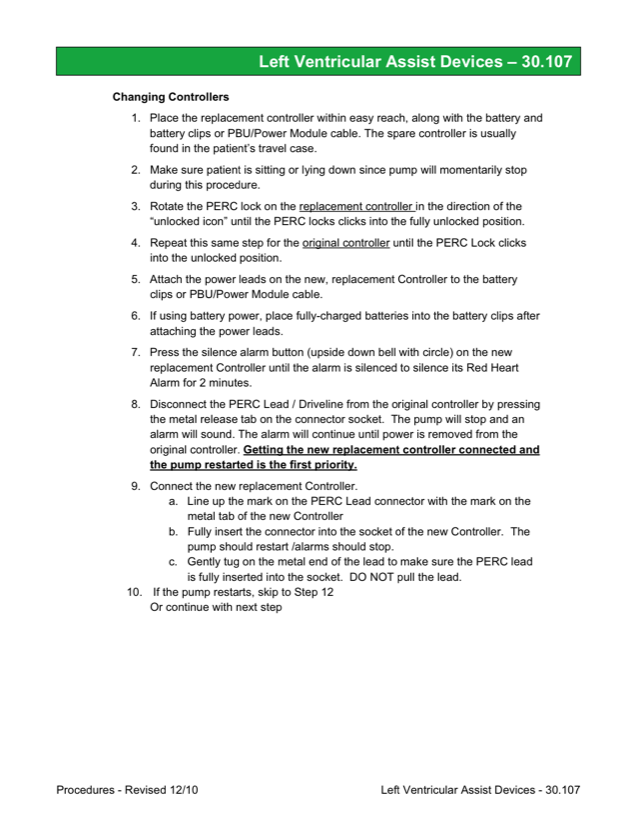 Left Ventricular Assist Devices – 30.107
Changing Controllers
1. Place the replacement controller within easy reach, along with the battery and
battery clips or PBU/Power Module cable. The spare controller is usually
found in the patient's travel case.
2. Make sure patient is sitting or lying down since pump will momentarily stop
during this procedure.
3. Rotate the PERC lock on the replacement controller in the direction of the
“unlocked icon” until the PERC locks clicks into the fully unlocked position.
4. Repeat this same step for the original controller until the PERC Lock clicks
into the unlocked position.
5. Attach the power leads on the new, replacement Controller to the battery
clips or PBU/Power Module cable.
6. If using battery power, place fully-charged batteries into the battery clips after
attaching the power leads.
7. Press the silence alarm button (upside down bell with circle) on the new
replacement Controller until the alarm is silenced to silence its Red Heart
Alarm for 2 minutes.
8. Disconnect the PERC Lead / Driveline from the original controller by pressing
the metal release tab on the connector socket. The pump will stop and an
alarm will sound. The alarm will continue until power is removed from the
original controller. Getting the new replacement controller connected and
the pump restarted is the first priority.
9. Connect the new replacement Controller.
a. Line up the mark on the PERC Lead connector with the mark on the
metal tab of the new Controller
b. Fully insert the connector into the socket of the new Controller. The
pump should restart /alarms should stop.
c. Gently tug on the metal end of the lead to make sure the PERC lead
is fully inserted into the socket. DO NOT pull the lead.
10. If the pump restarts, skip to Step 12
Or continue with next step
Procedures - Revised 12/10 Left Ventricular Assist Devices - 30.107